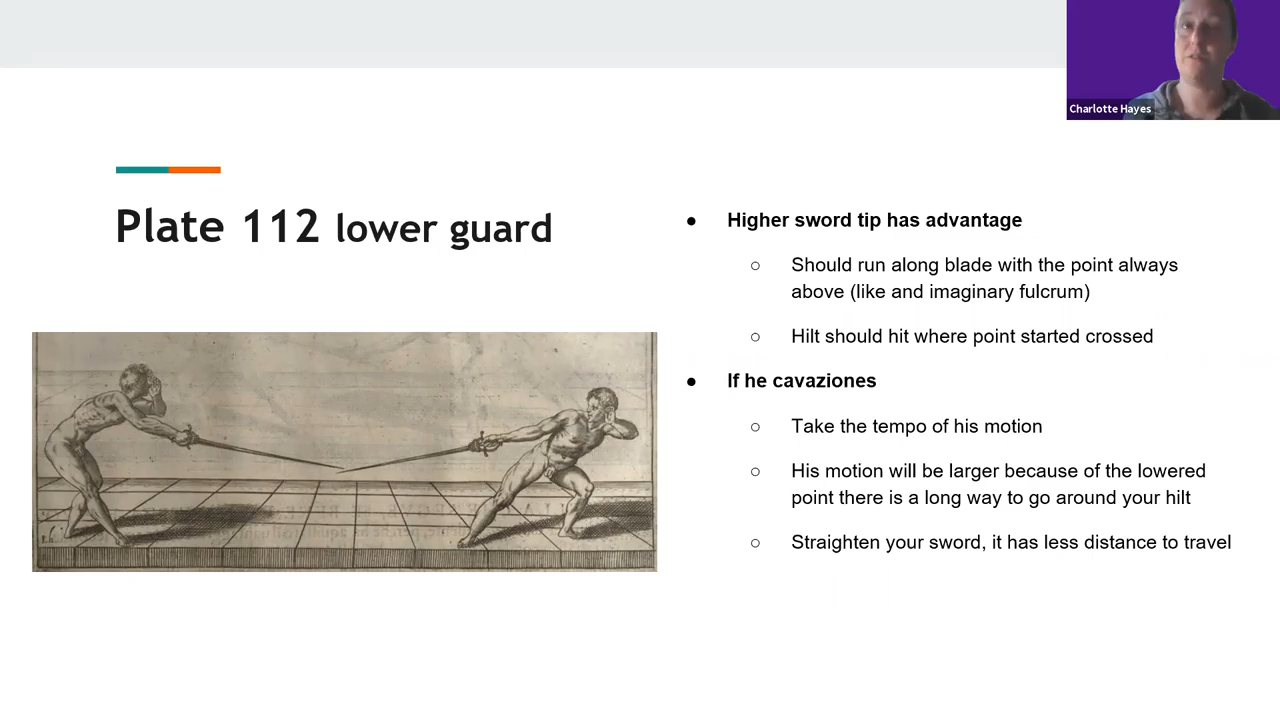 Charlotte Hayes
Plate 112 lower guard
● Higher sword tip has advantage
○ Should run along blade with the point always
above (like and imaginary fulcrum)
○ Hilt should hit where point started crossed
● If he cavaziones
○ Take the tempo of his motion
○ His motion will be larger because of the lowered
point there is a long way to go around your hilt
○ Straighten your sword, it has less distance to travel